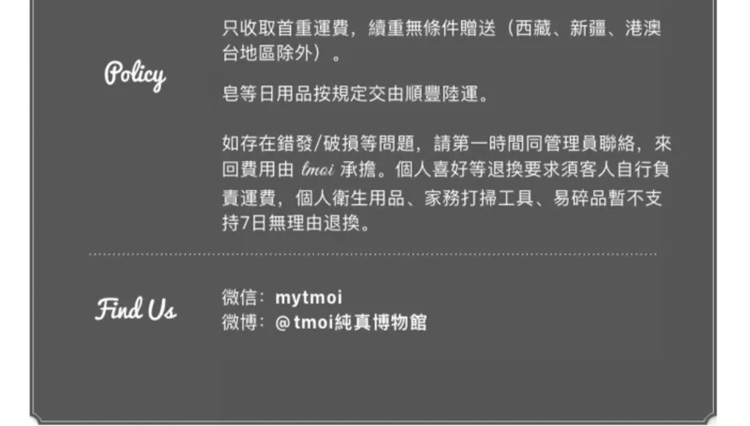 只收取首重運費，續重無條件贈送（西藏、新疆、港澳
台地區除外）。
Policy
皂等日用品按規定交由順豐陸運。
如存在錯發/破損等問題，請第一時間同管理員聯絡，來
回費用由 tmoi 承擔。個人喜好等退換要求須客人自行負
責運費，個人衛生用品、家務打掃工具、易碎品暫不支
持7日無理由退換。
Find Us
微信：mytmoi
微博：@tmoi純真博物館